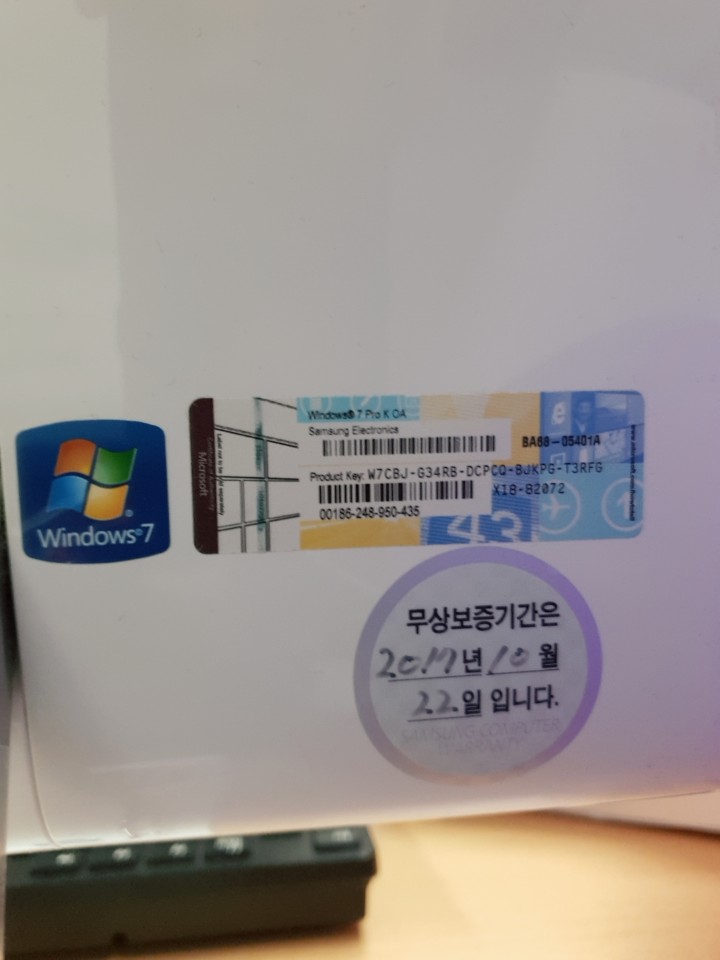 Windows® 7 Pro K OA
Samsung Electronics
BA68-05401A
Product Key: W7CBJ-G34RB-DCPCQ-8JKPG-T3RFG
X18-82072
00186-248-950-435
Microsoft
Windows®7
무상보증기간은
2017년 10월
22일 입니다.
SAMSUNG COMPUTER
WARRANTY